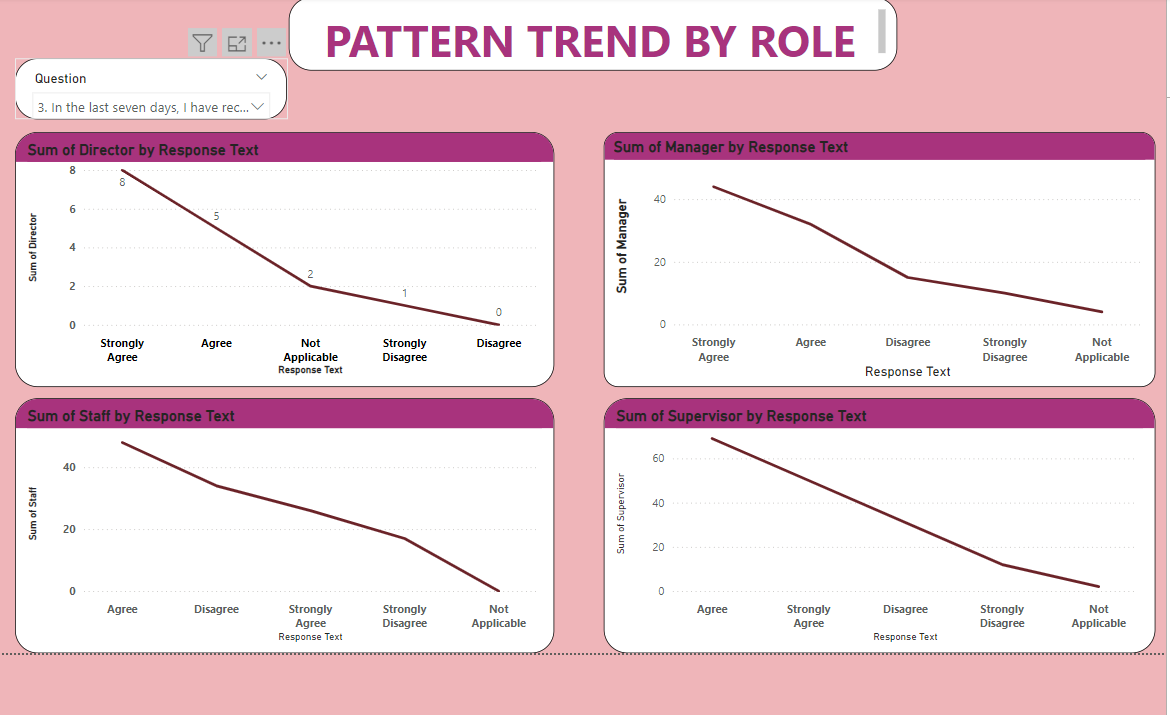 PATTERN TREND BY ROLE
Question
3. In the last seven days, I have rec...
Sum of Director by Response Text
Sum of Director
8
6
4
2
0
8
5
2
1
0
Strongly Agree
Agree
Not Applicable
Strongly Disagree
Disagree
Response Text
Sum of Manager by Response Text
Sum of Manager
40
20
0
Strongly Agree
Agree
Disagree
Strongly Disagree
Not Applicable
Response Text
Sum of Staff by Response Text
Sum of Staff
40
20
0
Agree
Disagree
Strongly Agree
Strongly Disagree
Not Applicable
Response Text
Sum of Supervisor by Response Text
Sum of Supervisor
60
40
20
0
Agree
Strongly Agree
Disagree
Strongly Disagree
Not Applicable
Response Text